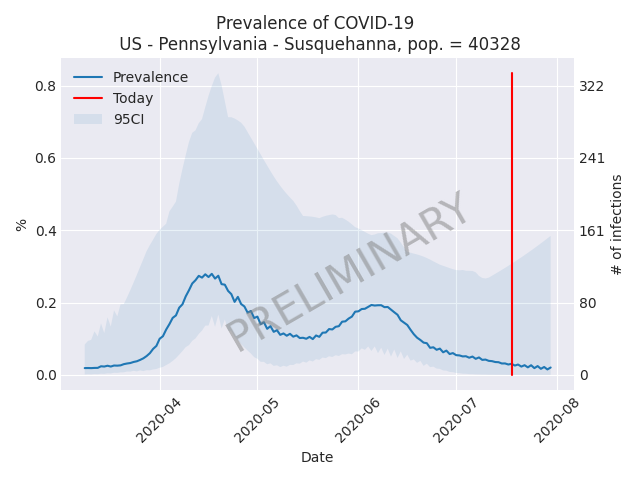 Prevalence of COVID-19
US - Pennsylvania - Susquehanna, pop. = 40328
Prevalence
Today
95CI
PRELIMINARY
%
0.8
0.6
0.4
0.2
0.0
322
241
161
80
0
# of infections
2020-04
2020-05
2020-06
2020-07
2020-08
Date